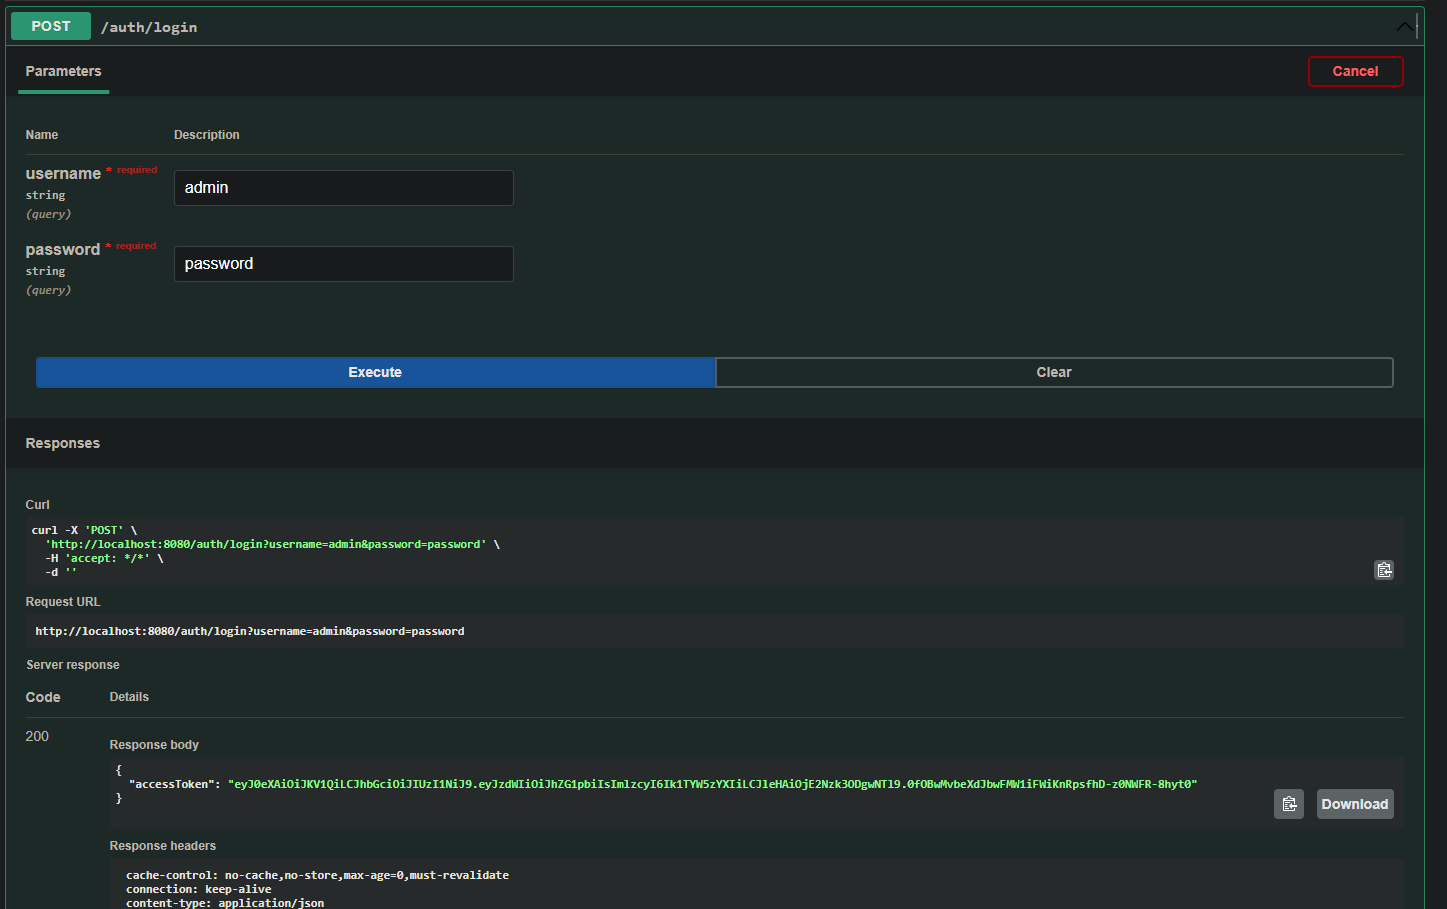 POST /auth/login
Parameters
Cancel
Name Description
username * required
string
(query)
admin
password * required
string
(query)
password
Execute
Clear
Responses
Curl
curl -X 'POST' \
'http://localhost:8080/auth/login?username=admin&password=password' \
-H 'accept: */*' \
-d ''
Request URL
http://localhost:8080/auth/login?username=admin&password=password
Server response
Code Details
200
Response body
{
"accessToken": "eyJ0eXAiOiJKV1QiLCJhbGciOiJIUzI1NiJ9.eyJzdWIiOiJhZG1pbiIsImlzcyI6Ik1TYW5zYXIiLCJleHAiOjE2Nzk3ODgwNTl9.0fOBwMvbeXdJbwFMW1iFWiKnRpsfhD-z0NWFR-8hyt0"
}
Download
Response headers
cache-control: no-cache,no-store,max-age=0,must-revalidate
connection: keep-alive
content-type: application/json